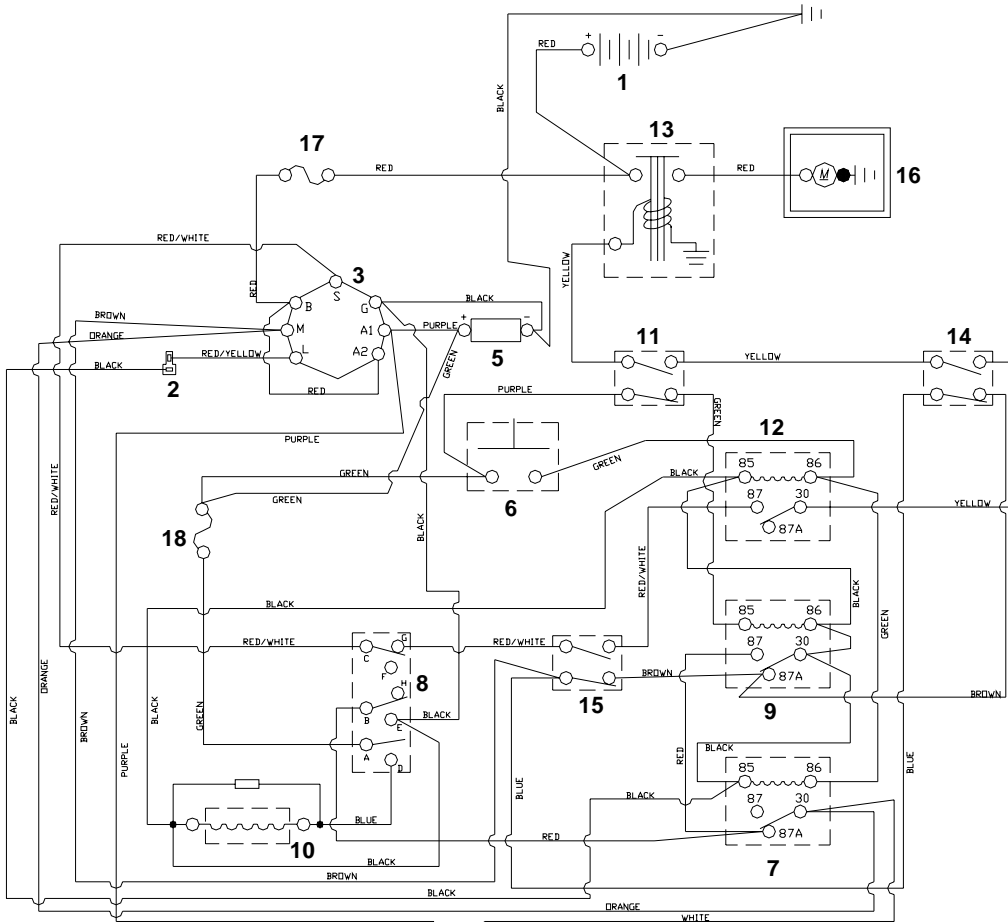 + -
RED
1
BLACK
13
17
RED
RED
M
16
RED/WHITE
YELLOW
3
S
RED
B
G
BLACK
BROWN
ORANGE
M
A1
PURPLE
+ -
11
14
RED/YELLOW
L
A2
5
YELLOW
BLACK
2
GREEN
RED
PURPLE
GREEN
PURPLE
12
GREEN
BLACK
85
86
GREEN
6
GREEN
87
30
RED/WHITE
BLACK
YELLOW
18
87A
RED/WHITE
BLACK
BLACK
85
86
GREEN
RED/WHITE
G
RED/WHITE
C
87
30
F
8
ORANGE
H
BROWN
87A
BROWN
BLACK
BROWN
BLACK
GREEN
B
E
BLACK
15
9
PURPLE
A
RED
BLACK
BLUE
D
BLUE
85
86
BLACK
87
30
BLUE
RED
87A
10
BLACK
7
BROWN
BLACK
ORANGE
WHITE